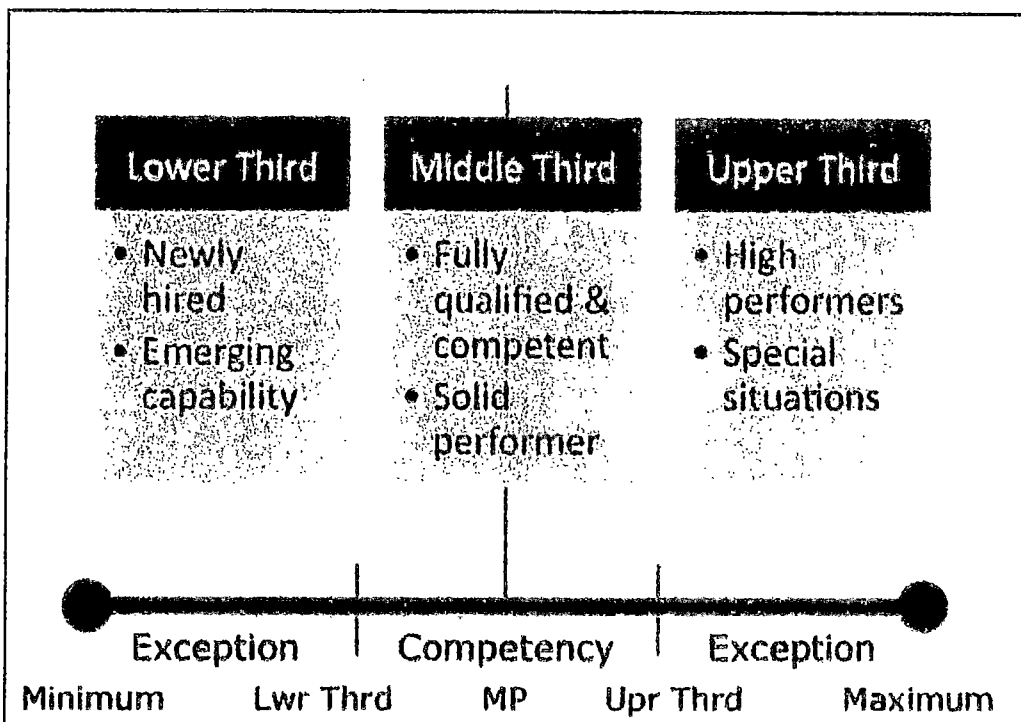 Lower Third
• Newly
hired
• Emerging
capability
Middle Third
• Fully
qualified &
competent
• Solid
performer
Upper Third
• High
performers
• Special
situations
Exception Competency Exception
Minimum Lwr Thrd MP Upr Thrd Maximum